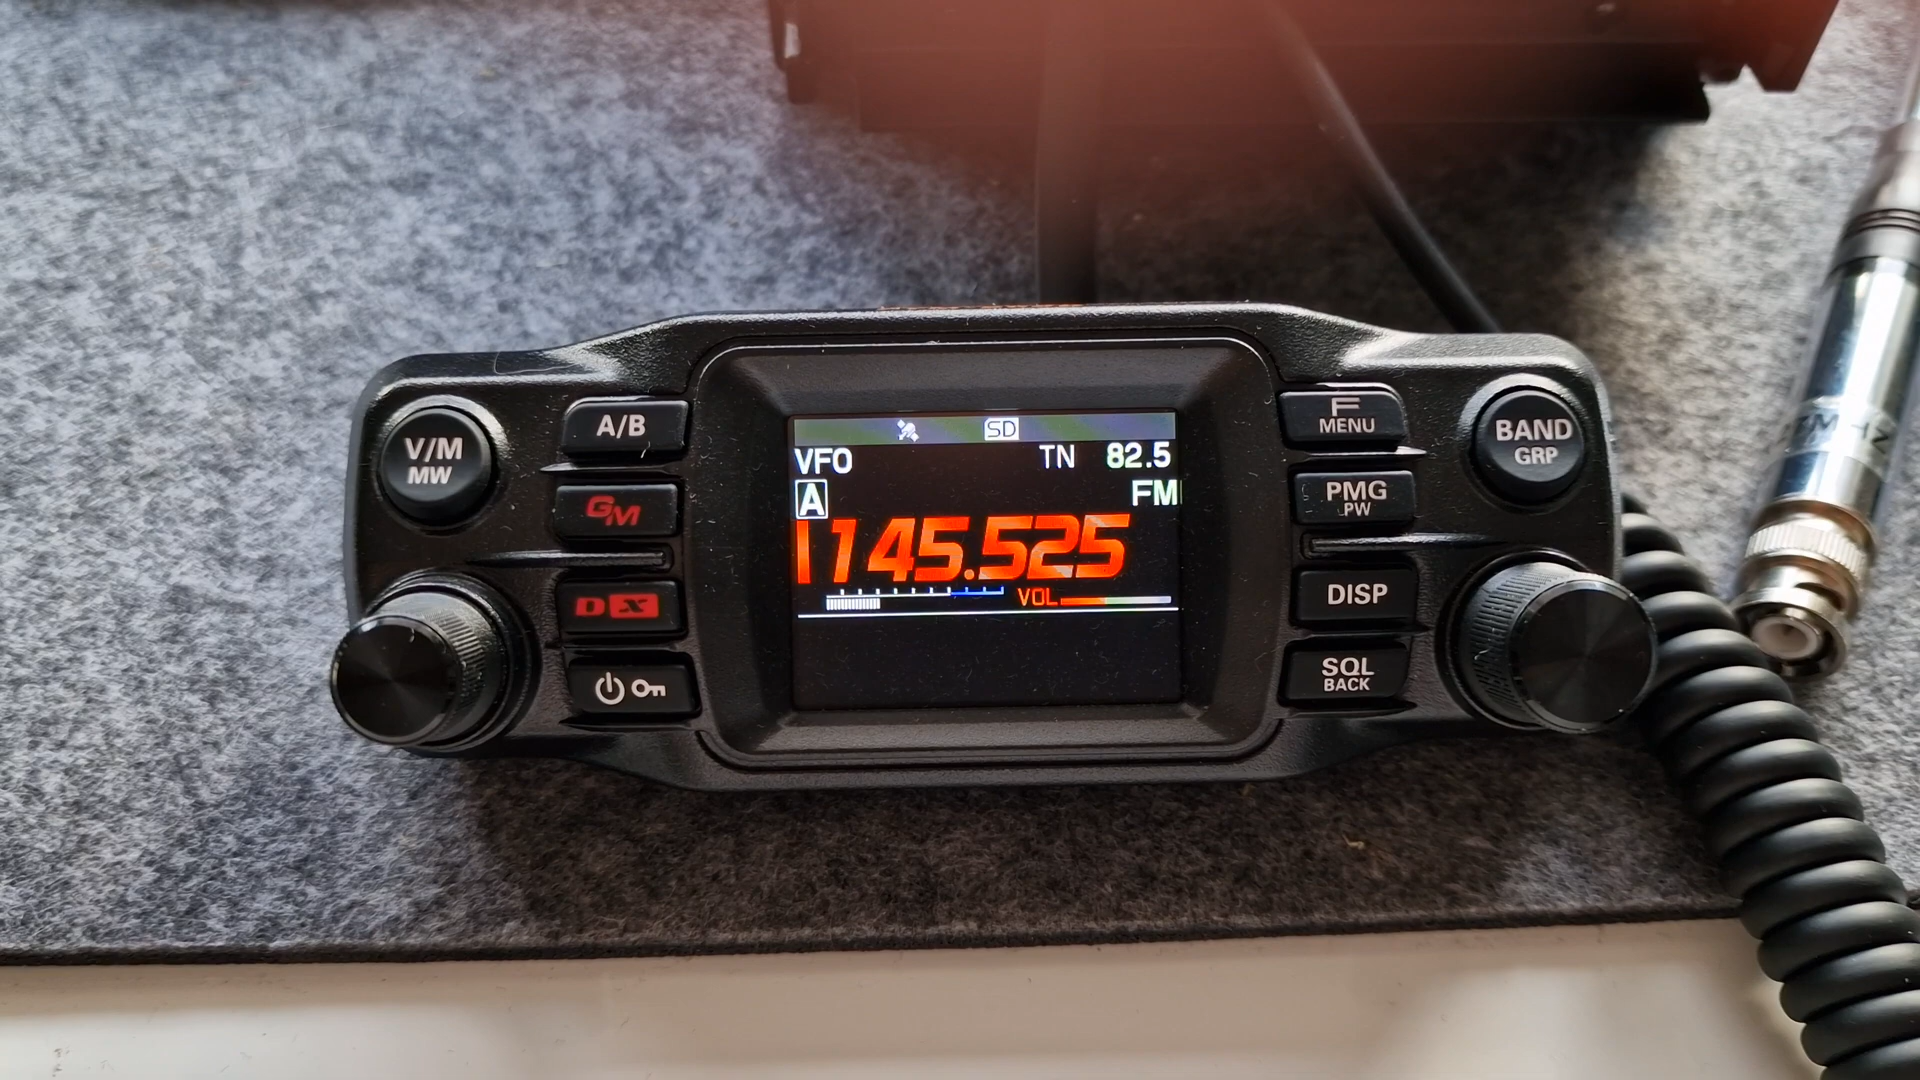 V/M
MW
A/B
GM
DX
SD
VFO TN 82.5
A FM
145.525
VOL
F
MENU
PMG
PW
DISP
SQL
BACK
BAND
GRP